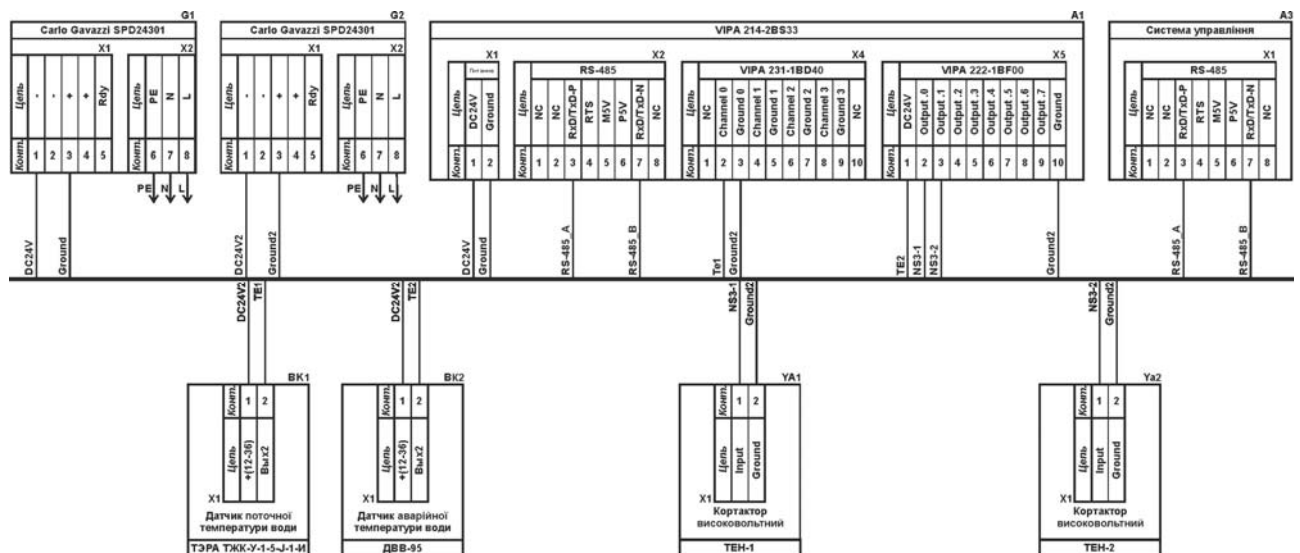 G1
Carlo Gavazzi SPD24301
X1
X2
Цепь
-
-
+
+
Rdy
Цепь
PE
N
L
Конт.
1
2
3
4
5
Конт.
6
7
8
PE
N
L
DC24V
Ground
G2
Carlo Gavazzi SPD24301
X1
X2
Цепь
-
-
+
+
Rdy
Цепь
PE
N
L
Конт.
1
2
3
4
5
Конт.
6
7
8
PE
N
L
DC24V2
Ground2
A1
VIPA 214-2BS33
X1
Цепь
DC24V
Ground
Конт.
1
2
DC24V
Ground
X2
RS-485
Цепь
NC
NC
RxD/TxD-P
RTS
M5V
P5V
RxD/TxD-N
NC
Конт.
1
2
3
4
5
6
7
8
RS-485_A
RS-485_B
X4
VIPA 231-1BD40
Цепь
NC
Channel 0
Ground 0
Channel 1
Ground 1
Channel 2
Ground 2
Channel 3
Ground 3
NC
Конт.
1
2
3
4
5
6
7
8
9
10
Te1
Ground2
X5
VIPA 222-1BF00
Цепь
DC24V
Output .0
Output .1
Output .2
Output .3
Output .4
Output .5
Output .6
Output .7
Ground
Конт.
1
2
3
4
5
6
7
8
9
10
TE2
NS3-1
NS3-2
Ground2
A3
Система управління
X1
RS-485
Цепь
NC
NC
RxD/TxD-P
RTS
M5V
P5V
RxD/TxD-N
NC
Конт.
1
2
3
4
5
6
7
8
RS-485_A
RS-485_B
DC24V2
TE1
BK1
Конт.
1
2
Цепь
+(12-36)
Вых2
X1
Датчик поточної
температури води
ТЭРА ТЖК-У-1-5-J-1-И
DC24V2
TE2
BK2
Конт.
1
2
Цепь
+(12-36)
Вых2
X1
Датчик аварійної
температури води
ДВВ-95
NS3-1
Ground2
YA1
Конт.
1
2
Цепь
Input
Ground
X1
Кортактор
високовольтний
ТЕН-1
NS3-2
Ground2
Ya2
Конт.
1
2
Цепь
Input
Ground
X1
Кортактор
високовольтний
ТЕН-2